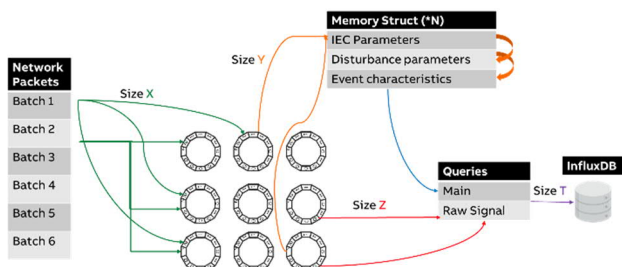 Memory Struct (*N)
IEC Parameters
Disturbance parameters
Event characteristics
Size Y
Network
Packets
Batch 1
Batch 2
Batch 3
Batch 4
Batch 5
Batch 6
Size X
Size Z
Queries
Main
Raw Signal
Size T
InfluxDB